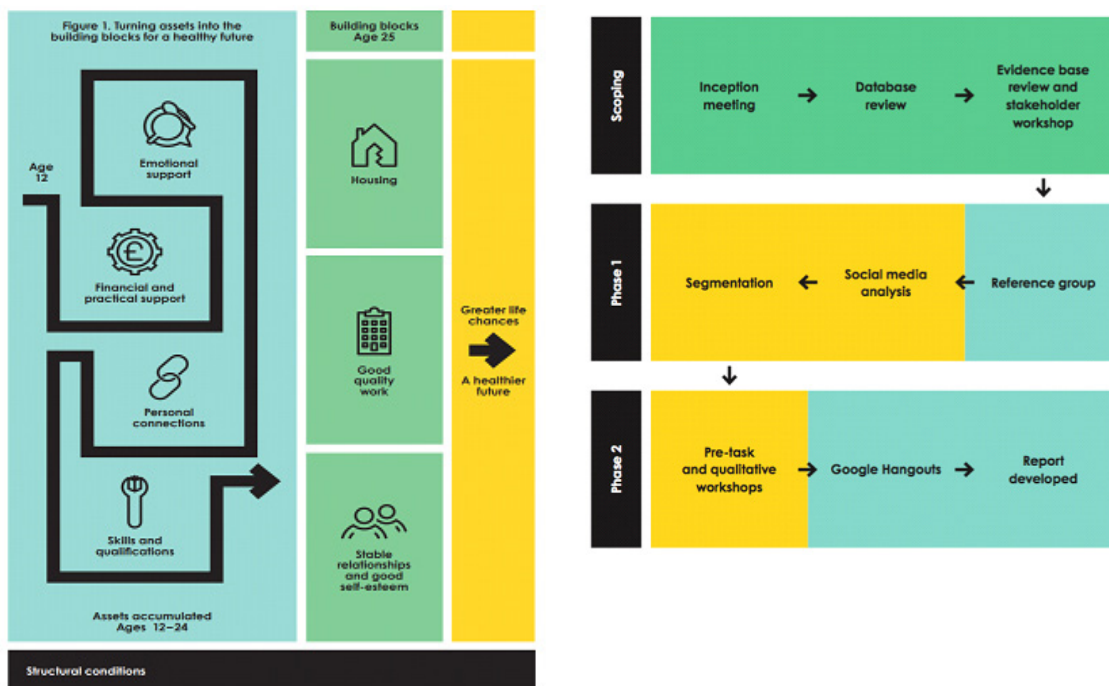 Figure 1. Turning assets into the
building blocks for a healthy future
Age
12
Emotional
support
£
Financial and
practical support
Personal
connections
Skills and
qualifications
Assets accumulated
Ages 12–24
Building blocks
Age 25
Housing
Good
quality
work
Stable
relationships
and good
self-esteem
Greater life
chances
A healthier
future
Structural conditions
Scoping
Inception
meeting
Database
review
Evidence base
review and
stakeholder
workshop
Phase 1
Segmentation
Social media
analysis
Reference group
Phase 2
Pre-task
and qualitative
workshops
Google Hangouts
Report
developed